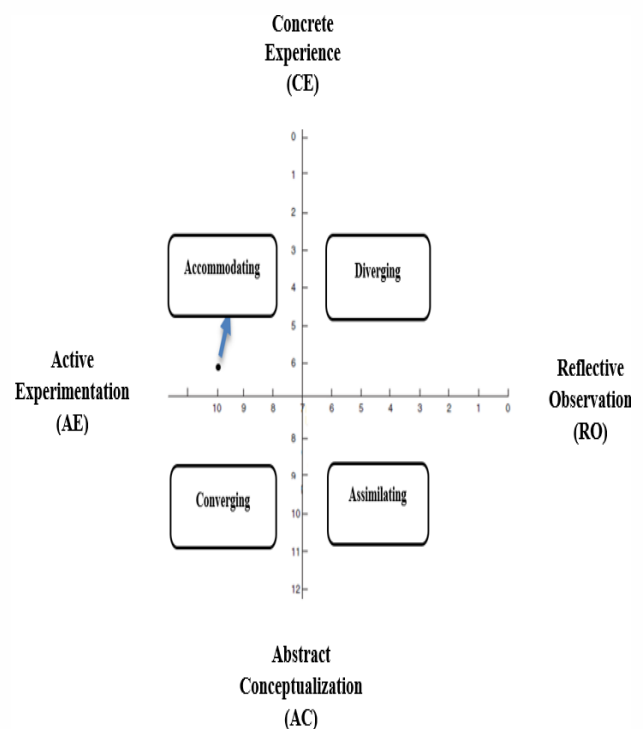 Concrete
Experience
(CE)
0
1
2
3
4
5
6
Accommodating
Diverging
Active
Experimentation
(AE)
Reflective
Observation
(RO)
10 9 8 7 6 5 4 3 2 1 0
8
9
10
11
12
Converging
Assimilating
Abstract
Conceptualization
(AC)